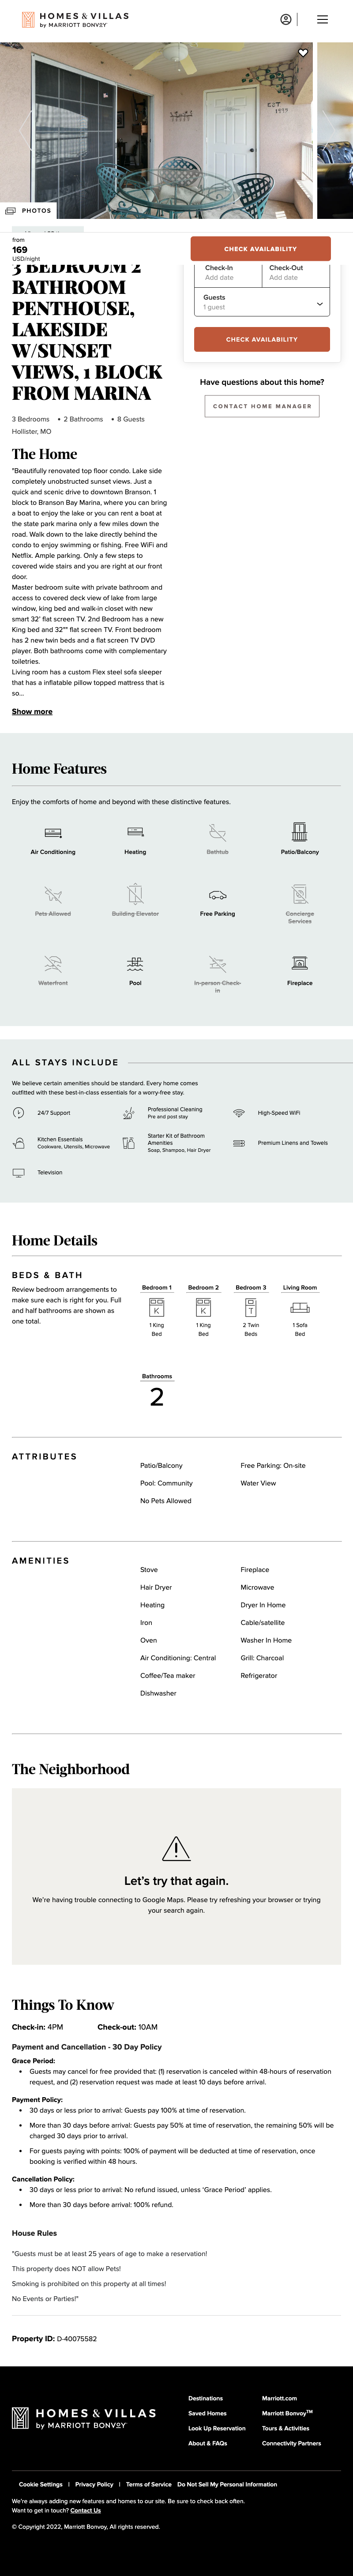 HOMES & VILLAS
by MARRIOTT BONVOY
PHOTOS
from
169
USD/night
CHECK AVAILABILITY
3 BEDROOM 2
BATHROOM
PENTHOUSE,
LAKESIDE
W/SUNSET
VIEWS, 1 BLOCK
FROM MARINA
3 Bedrooms • 2 Bathrooms • 8 Guests
Hollister, MO
Check-In
Add date
Check-Out
Add date
Guests
1 guest
CHECK AVAILABILITY
Have questions about this home?
CONTACT HOME MANAGER
The Home
"Beautifully renovated top floor condo. Lake side
completely unobstructed sunset views. Just a
quick and scenic drive to downtown Branson. 1
block to Branson Bay Marina, where you can bring
a boat to enjoy the lake or you can rent a boat at
the state park marina only a few miles down the
road. Walk down to the lake directly behind the
condo to enjoy swimming or fishing. Free WiFi and
Netflix. Ample parking. Only a few steps to
covered wide stairs and you are right at our front
door.
Master bedroom suite with private bathroom and
access to covered deck view of lake from large
window, king bed and walk-in closet with new
smart 32' flat screen TV. 2nd Bedroom has a new
King bed and 32"" flat screen TV. Front bedroom
has 2 new twin beds and a flat screen TV DVD
player. Both bathrooms come with complementary
toiletries.
Living room has a custom Flex steel sofa sleeper
that has a inflatable pillow topped mattress that is
so...
Show more
Home Features
Enjoy the comforts of home and beyond with these distinctive features.
Air Conditioning
Heating
Bathtub
Patio/Balcony
Pets Allowed
Building Elevator
Free Parking
Concierge
Services
Waterfront
Pool
In-person Check-
in
Fireplace
ALL STAYS INCLUDE
We believe certain amenities should be standard. Every home comes
outfitted with these best-in-class essentials for a worry-free stay.
24/7 Support
Professional Cleaning
Pre and post stay
High-Speed WiFi
Kitchen Essentials
Cookware, Utensils, Microwave
Starter Kit of Bathroom
Amenities
Soap, Shampoo, Hair Dryer
Premium Linens and Towels
Television
Home Details
BEDS & BATH
Review bedroom arrangements to
make sure each is right for you. Full
and half bathrooms are shown as
one total.
Bedroom 1
K
1 King
Bed
Bedroom 2
K
1 King
Bed
Bedroom 3
T
2 Twin
Beds
Living Room
1 Sofa
Bed
Bathrooms
2
ATTRIBUTES
Patio/Balcony
Free Parking: On-site
Pool: Community
Water View
No Pets Allowed
AMENITIES
Stove
Fireplace
Hair Dryer
Microwave
Heating
Dryer In Home
Iron
Cable/satellite
Oven
Washer In Home
Air Conditioning: Central
Grill: Charcoal
Coffee/Tea maker
Refrigerator
Dishwasher
The Neighborhood
Let's try that again.
We're having trouble connecting to Google Maps. Please try refreshing your browser or trying
your search again.
Things To Know
Check-in: 4PM
Check-out: 10AM
Payment and Cancellation - 30 Day Policy
Grace Period:
• Guests may cancel for free provided that: (1) reservation is canceled within 48-hours of reservation
request, and (2) reservation request was made at least 10 days before arrival.
Payment Policy:
• 30 days or less prior to arrival: Guests pay 100% at time of reservation.
• More than 30 days before arrival: Guests pay 50% at time of reservation, the remaining 50% will be
charged 30 days prior to arrival.
• For guests paying with points: 100% of payment will be deducted at time of reservation, once
booking is verified within 48 hours.
Cancellation Policy:
• 30 days or less prior to arrival: No refund issued, unless 'Grace Period' applies.
• More than 30 days before arrival: 100% refund.
House Rules
"Guests must be at least 25 years of age to make a reservation!
This property does NOT allow Pets!
Smoking is prohibited on this property at all times!
No Events or Parties!"
Property ID: D-40075582
HOMES & VILLAS
by MARRIOTT BONVOY
Destinations
Saved Homes
Look Up Reservation
About & FAQs
Marriott.com
Marriott Bonvoy™
Tours & Activities
Connectivity Partners
Cookie Settings | Privacy Policy | Terms of Service Do Not Sell My Personal Information
We're always adding new features and homes to our site. Be sure to check back often.
Want to get in touch? Contact Us
© Copyright 2022, Marriott Bonvoy, All rights reserved.